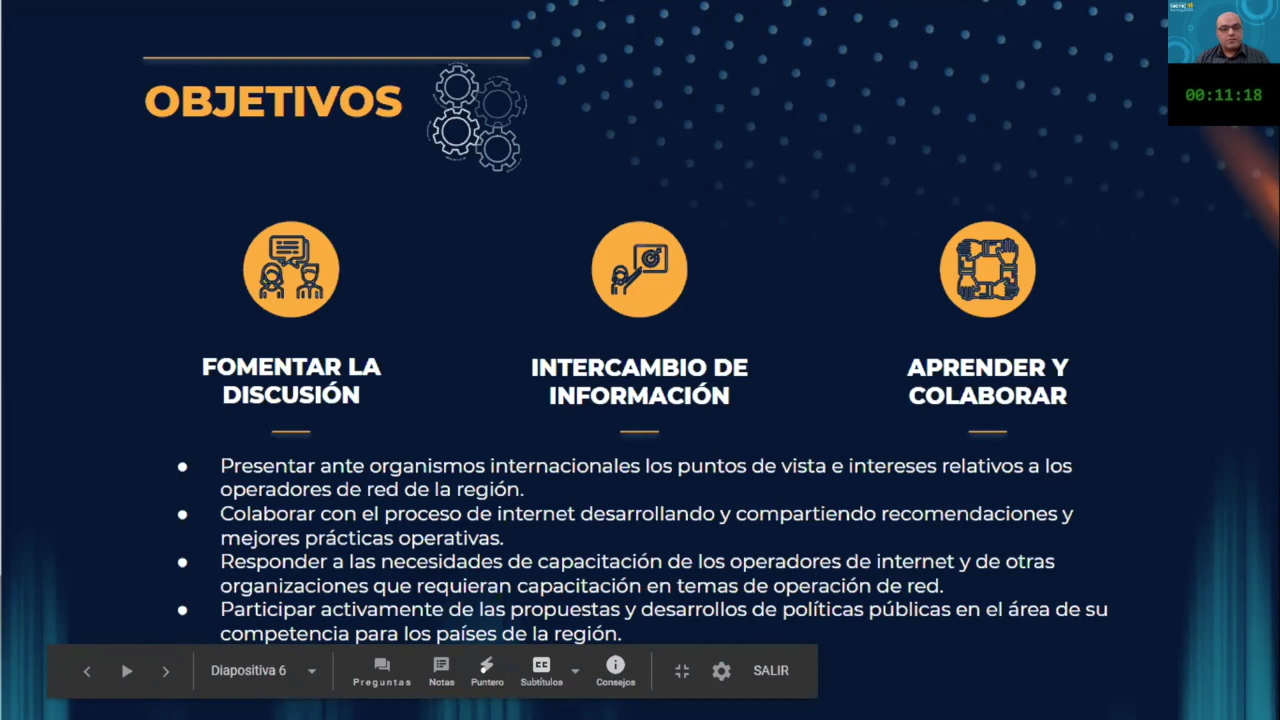 00:11:18
OBJETIVOS
FOMENTAR LA
DISCUSIÓN
INTERCAMBIO DE
INFORMACIÓN
APRENDER Y
COLABORAR
● Presentar ante organismos internacionales los puntos de vista e intereses relativos a los
operadores de red de la región.
● Colaborar con el proceso de internet desarrollando y compartiendo recomendaciones y
mejores prácticas operativas.
● Responder a las necesidades de capacitación de los operadores de internet y de otras
organizaciones que requieran capacitación en temas de operación de red.
● Participar activamente de las propuestas y desarrollos de políticas públicas en el área de su
competencia para los países de la región.
Diapositiva 6
Preguntas
Notas
Puntero
CC
Subtítulos
Consejos
SALIR